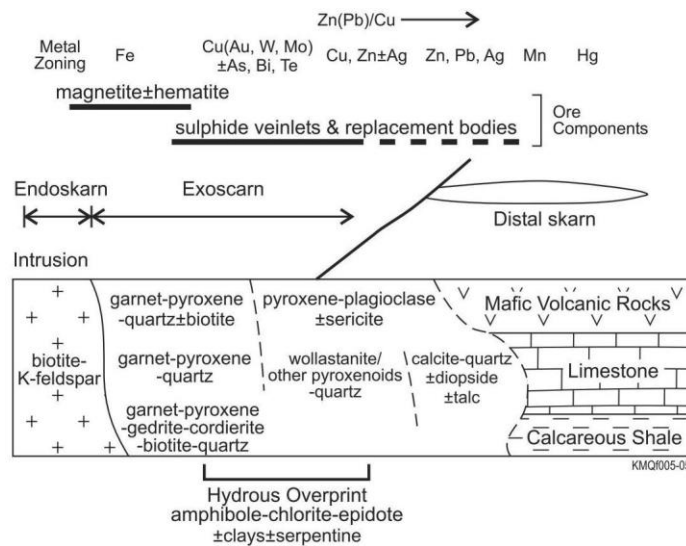 Zn(Pb)/Cu
Metal
Zoning
Fe
Cu(Au, W, Mo)
±As, Bi, Te
Cu, Zn±Ag
Zn, Pb, Ag
Mn
Hg
magnetite±hematite
sulphide veinlets & replacement bodies
Ore
Components
Endoskarn
Exoscarn
Distal skarn
Intrusion
biotite-
K-feldspar
garnet-pyroxene
-quartz±biotite
garnet-pyroxene
-quartz
garnet-pyroxene
-gedrite-cordierite
-biotite-quartz
pyroxene-plagioclase
±sericite
wollastanite/
other pyroxenoids
-quartz
calcite-quartz
±diopside
±talc
Mafic Volcanic Rocks
Limestone
Calcareous Shale
KMQf005-05
Hydrous Overprint
amphibole-chlorite-epidote
±clays±serpentine